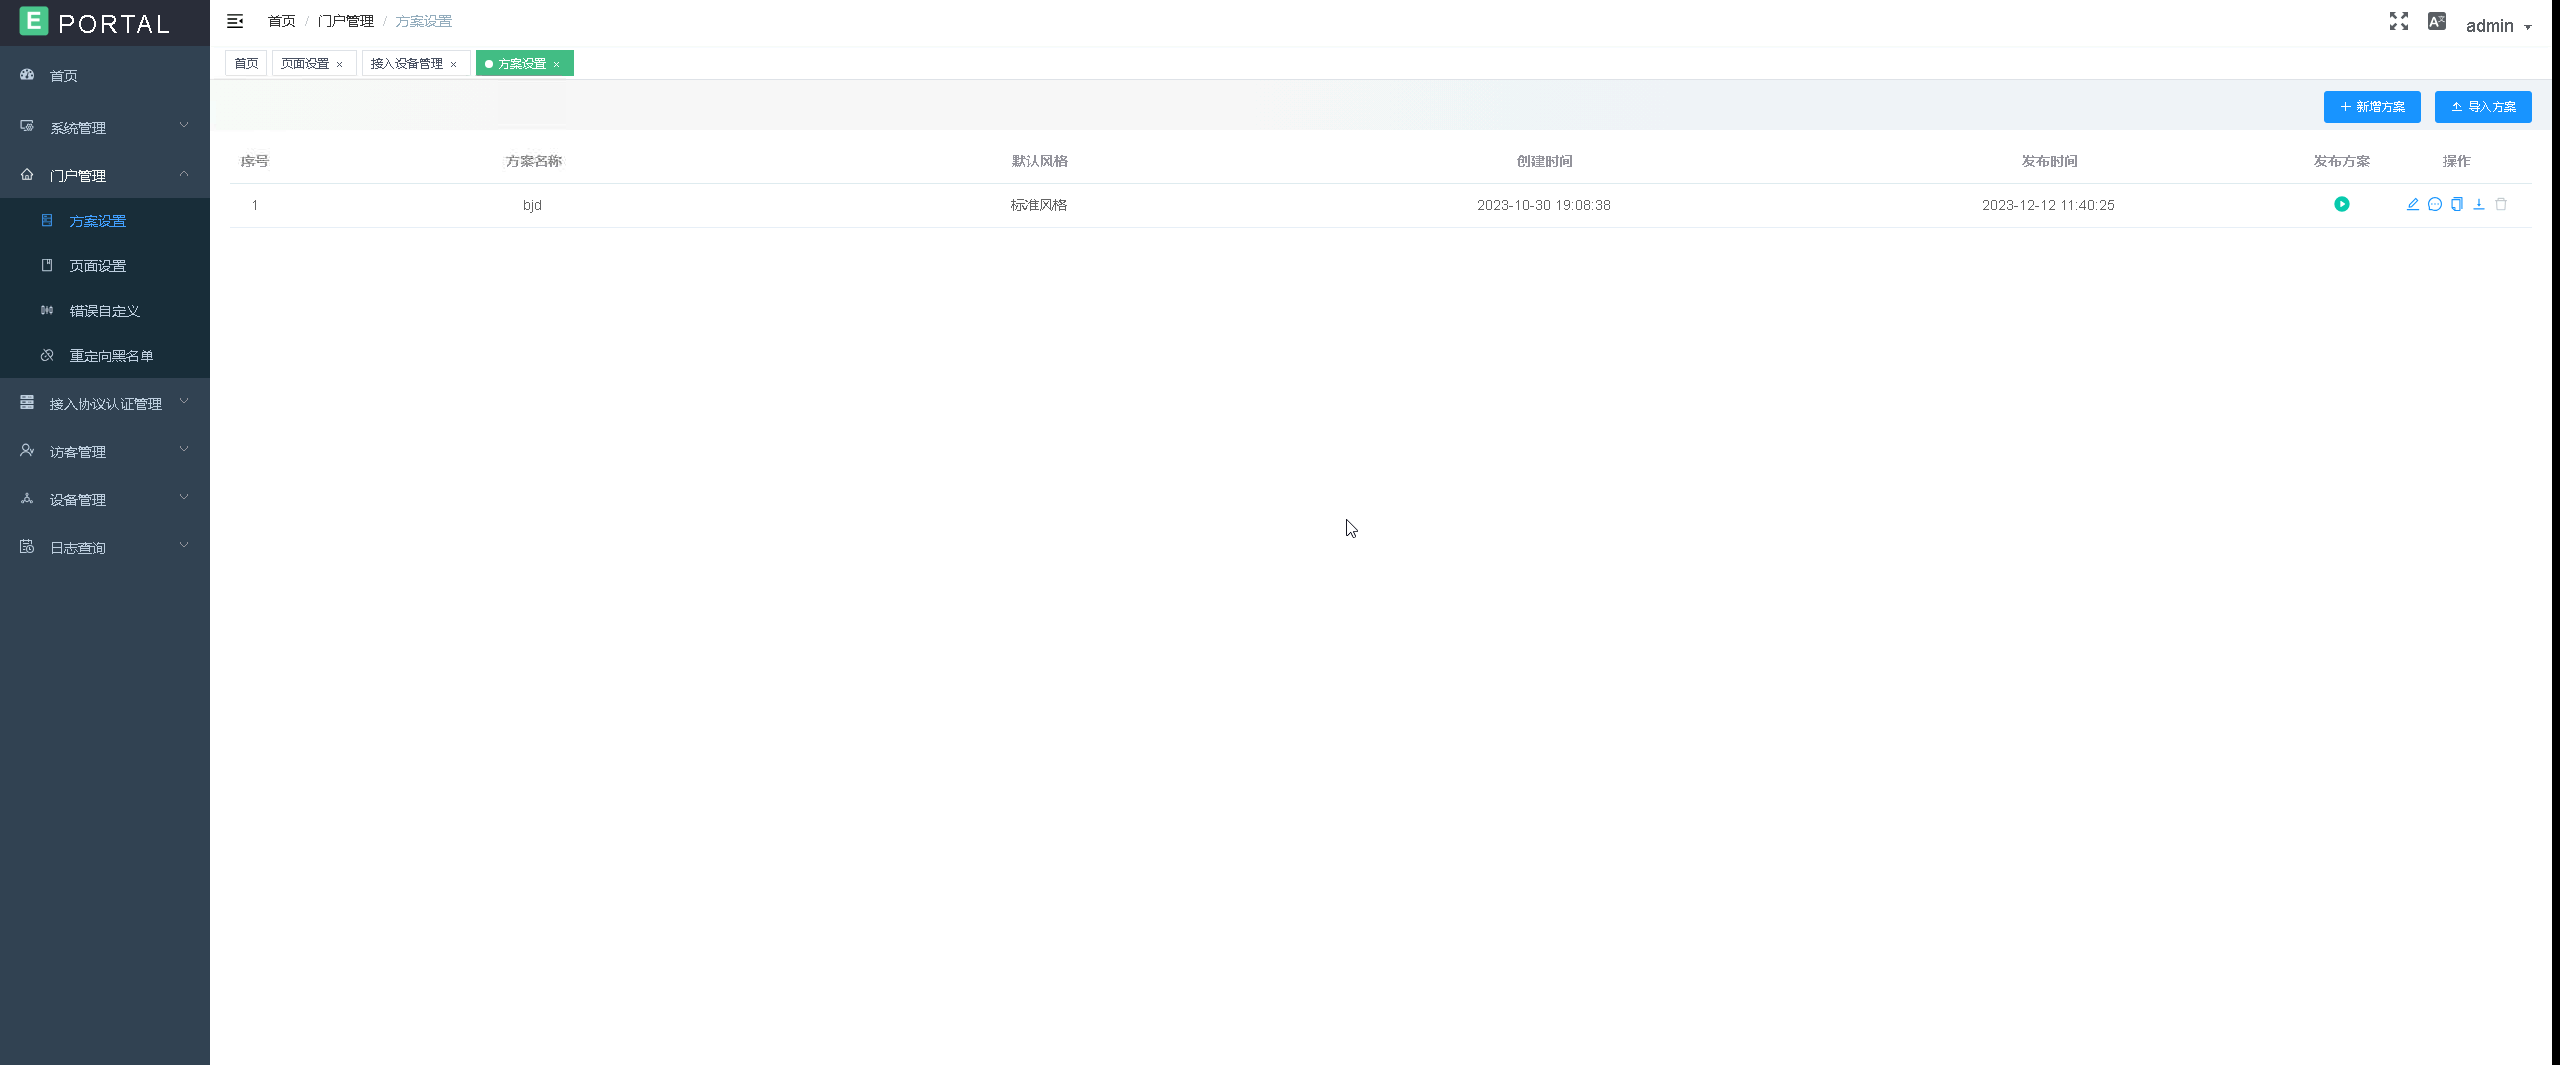 E PORTAL
首页
系统管理
门户管理
方案设置
页面设置
错误自定义
重定向黑名单
接入协议认证管理
访客管理
设备管理
日志查询
首页 / 门户管理 / 方案设置
admin
首页 页面设置 × 接入设备管理 × 方案设置 ×
+ 新增方案 导入方案
序号 方案名称 默认风格 创建时间 发布时间 发布方案 操作
1 bjd 标准风格 2023-10-30 19:08:38 2023-12-12 11:40:25